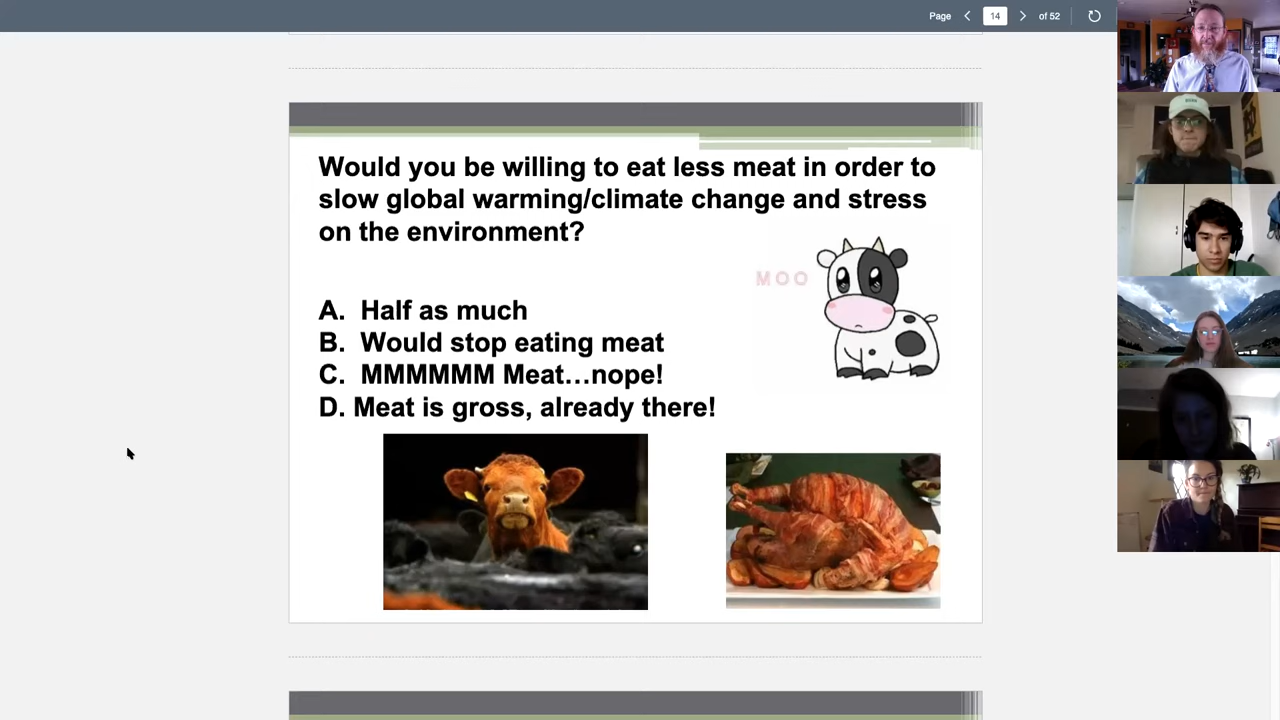 Page 14 of 52
Would you be willing to eat less meat in order to
slow global warming/climate change and stress
on the environment?
MOO
A. Half as much
B. Would stop eating meat
C. MMMMMM Meat...nope!
D. Meat is gross, already there!